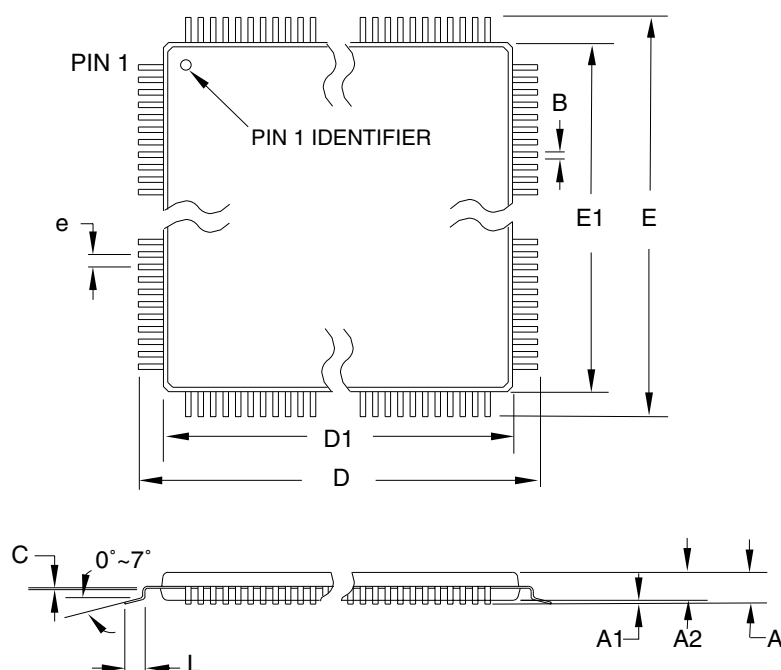 PIN 1
B
PIN 1 IDENTIFIER
e
E1
E
D1
D
C
0°~7°
A1
A2
A
L